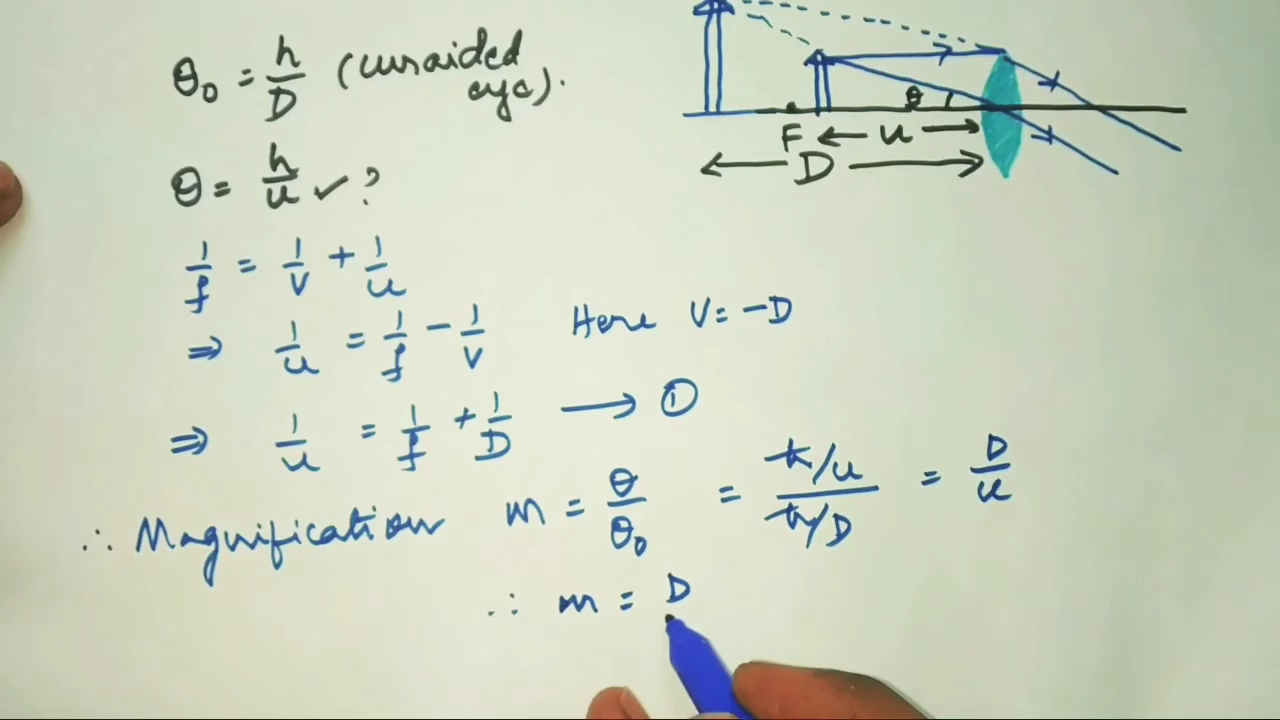 θ₀ = h/D (unaided eye).
θ = h/u ✓ ?
θ
F ← u →
← D →
1/f = 1/v + 1/u
⇒ 1/u = 1/f - 1/v Here V = -D
⇒ 1/u = 1/f + 1/D → ①
∴ Magnification m = θ/θ₀ = (h/u)/(h/D) = D/u
∴ m = D